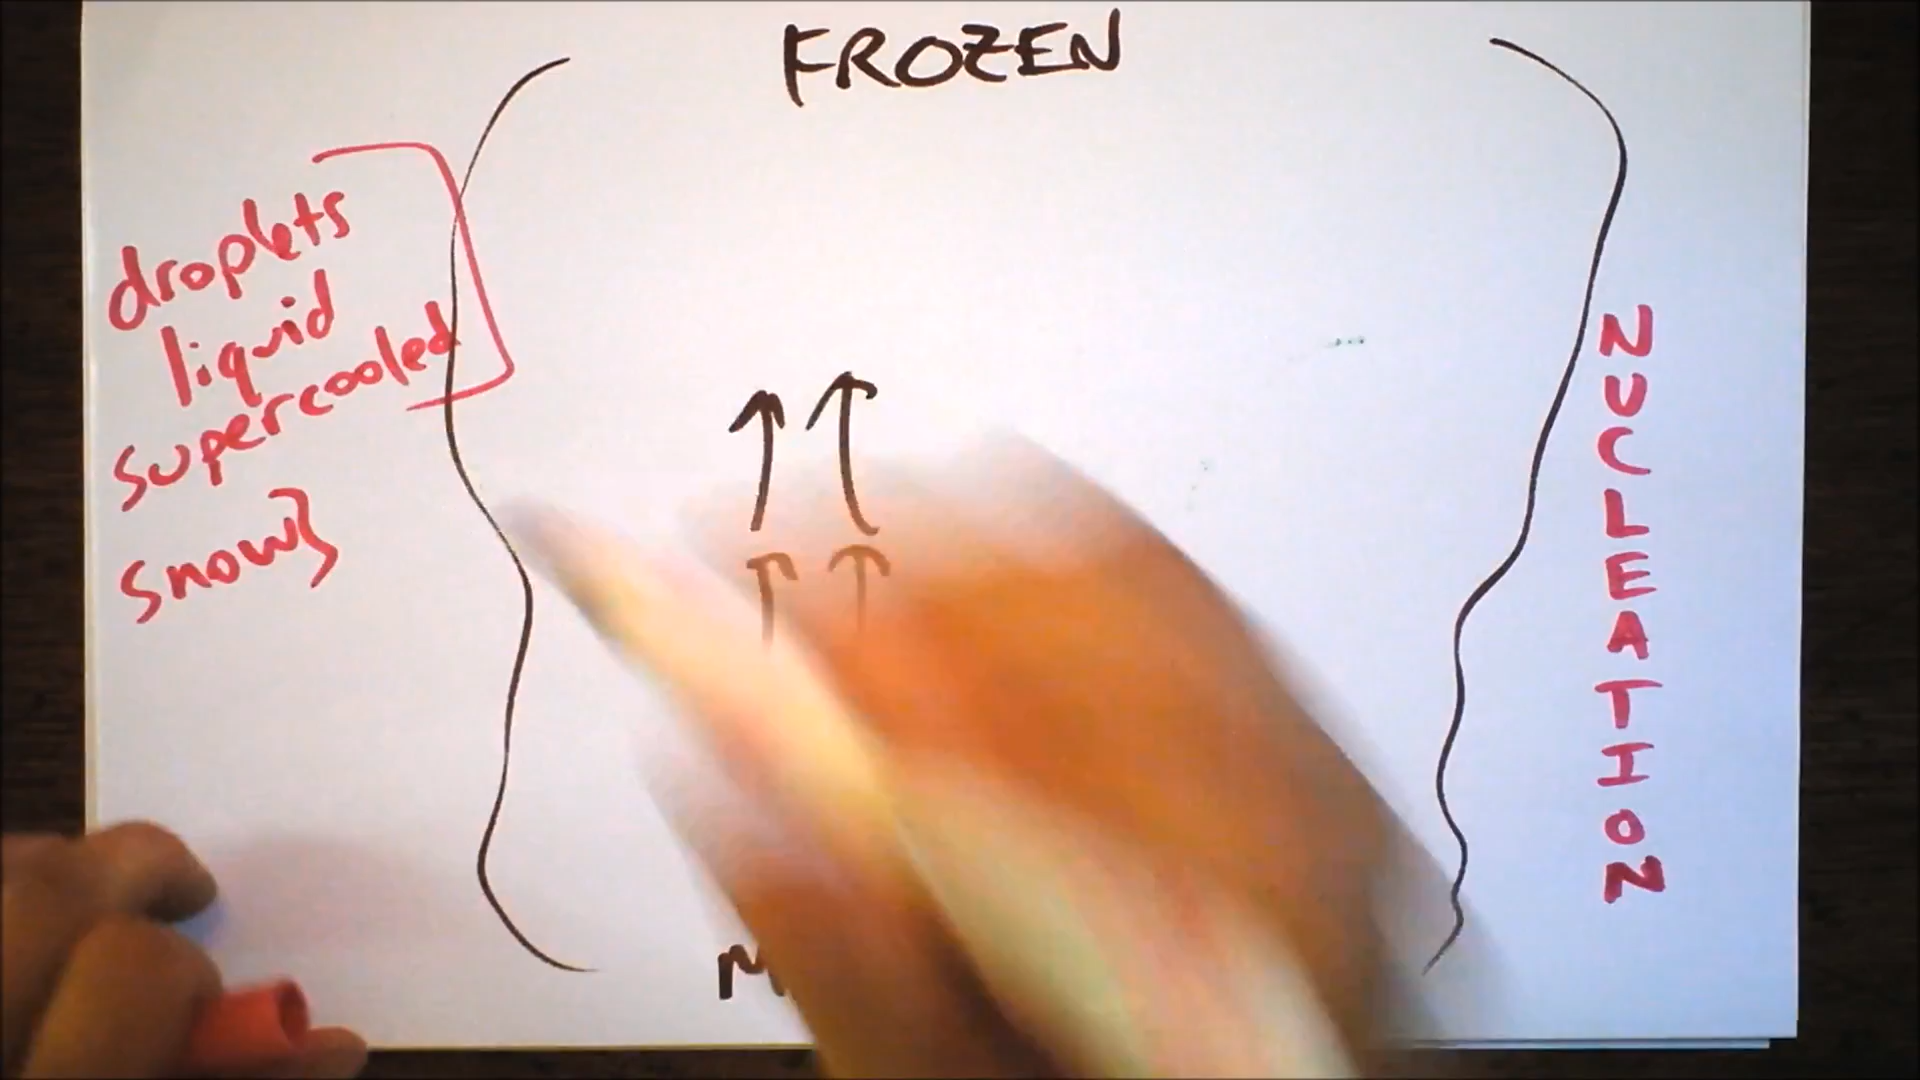 FROZEN
droplets
liquid
supercooled
snow}
NUCLEATION